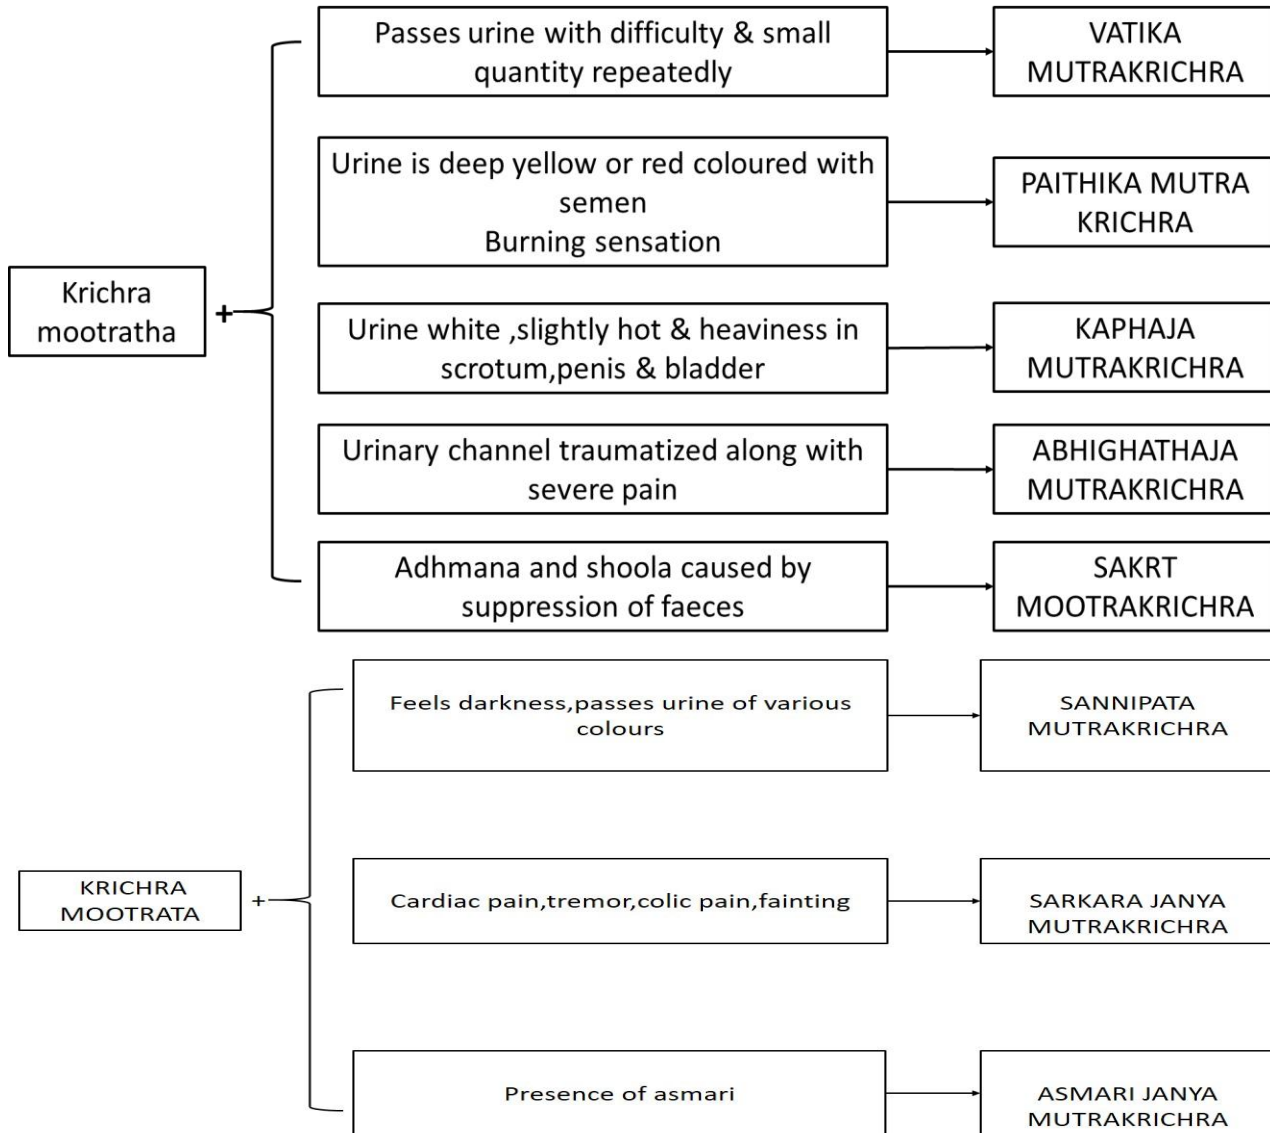 Krichra
mootratha
+
Passes urine with difficulty & small
quantity repeatedly
VATIKA
MUTRAKRICHRA
Urine is deep yellow or red coloured with
semen
Burning sensation
PAITHIKA MUTRA
KRICHRA
Urine white ,slightly hot & heaviness in
scrotum,penis & bladder
KAPHAJA
MUTRAKRICHRA
Urinary channel traumatized along with
severe pain
ABHIGHATHAJA
MUTRAKRICHRA
Adhmana and shoola caused by
suppression of faeces
SAKRT
MOOTRAKRICHRA
KRICHRA
MOOTRATA
+
Feels darkness,passes urine of various
colours
SANNIPATA
MUTRAKRICHRA
Cardiac pain,tremor,colic pain,fainting
SARKARA JANYA
MUTRAKRICHRA
Presence of asmari
ASMARI JANYA
MUTRAKRICHRA